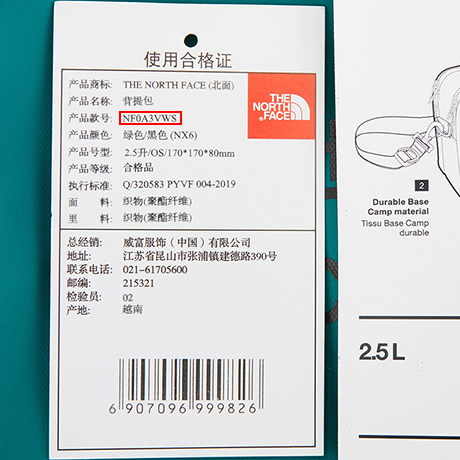 使用合格证
产品商标: THE NORTH FACE (北面)
产品名称: 背提包
产品款号: NF0A3VWS
产品颜色: 绿色/黑色 (NX6)
产品号型: 2.5升/OS/170*170*80mm
产品等级: 合格品
执行标准: Q/320583 PYVF 004-2019
面 料: 织物(聚酯纤维)
里 料: 织物(聚酯纤维)
THE
NORTH
FACE
总经销: 威富服饰（中国）有限公司
地址: 江苏省昆山市张浦镇建德路390号
联系电话: 021-61705600
邮编: 215321
检验员: 02
产地: 越南
6 907096 999826
2
Durable Base
Camp material
Tissu Base Camp
durable
2.5 L